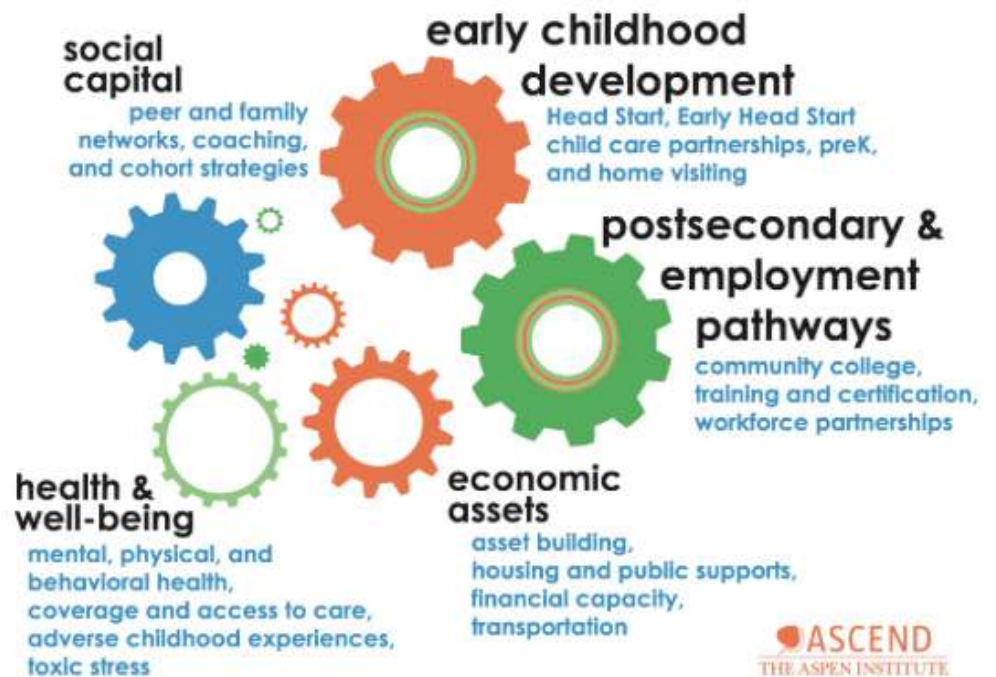 social
capital
peer and family
networks, coaching,
and cohort strategies
early childhood
development
Head Start, Early Head Start
child care partnerships, preK,
and home visiting
postsecondary &
employment
pathways
community college,
training and certification,
workforce partnerships
health &
well-being
mental, physical, and
behavioral health,
coverage and access to care,
adverse childhood experiences,
toxic stress
economic
assets
asset building,
housing and public supports,
financial capacity,
transportation
ASCEND
THE ASPEN INSTITUTE